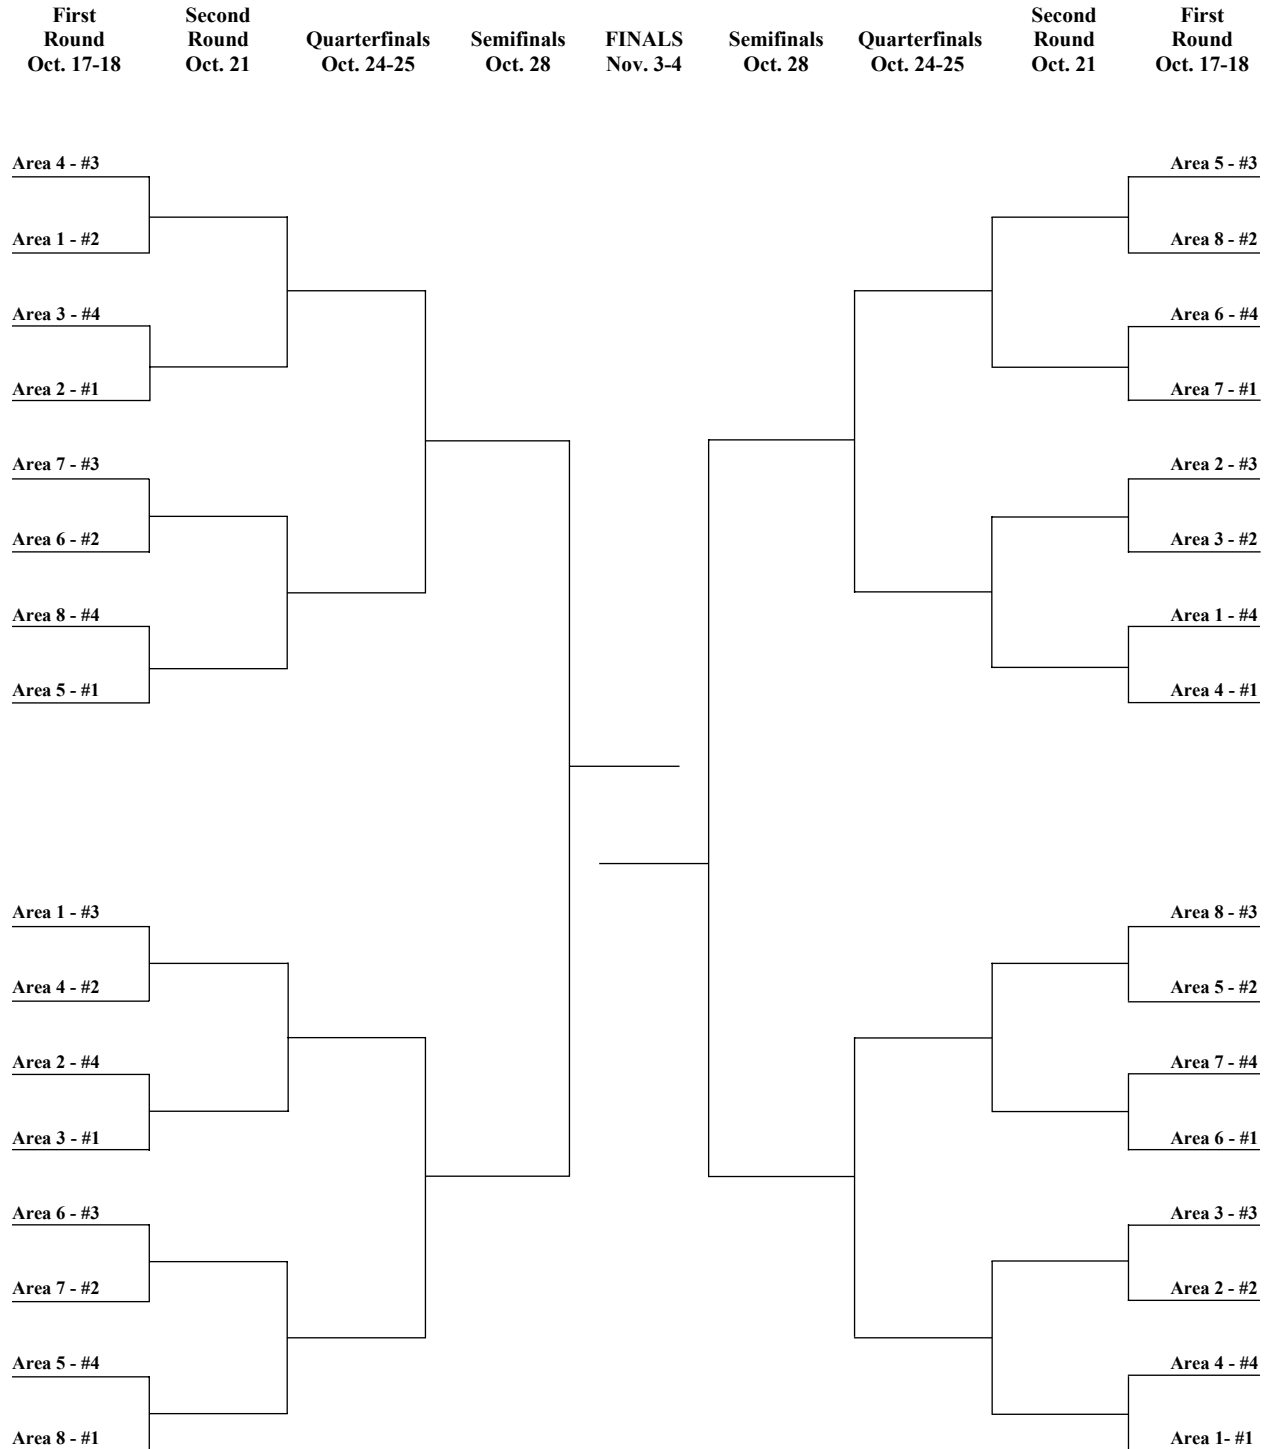 First Second Second First
Round Round Quarterfinals Semifinals FINALS Semifinals Quarterfinals Round Round
Oct. 17-18 Oct. 21 Oct. 24-25 Oct. 28 Nov. 3-4 Oct. 28 Oct. 24-25 Oct. 21 Oct. 17-18
Area 4 - #3 Area 5 - #3
Area 1 - #2 Area 8 - #2
Area 3 - #4 Area 6 - #4
Area 2 - #1 Area 7 - #1
Area 7 - #3 Area 2 - #3
Area 6 - #2 Area 3 - #2
Area 8 - #4 Area 1 - #4
Area 5 - #1 Area 4 - #1
Area 1 - #3 Area 8 - #3
Area 4 - #2 Area 5 - #2
Area 2 - #4 Area 7 - #4
Area 3 - #1 Area 6 - #1
Area 6 - #3 Area 3 - #3
Area 7 - #2 Area 2 - #2
Area 5 - #4 Area 4 - #4
Area 8 - #1 Area 1- #1